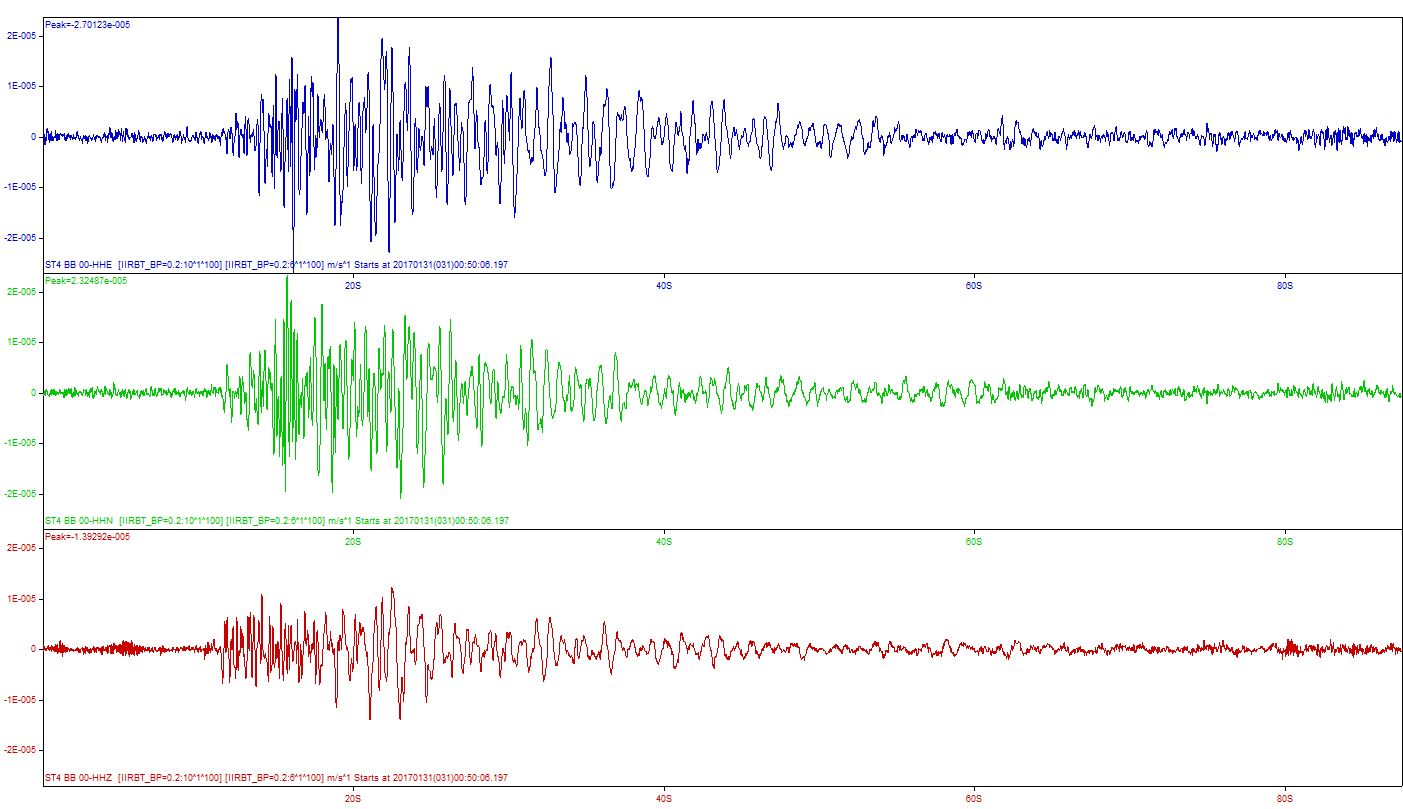 Peak=-2.70123e-005
2E-005
1E-005
0
-1E-005
-2E-005
ST4 BB 00-HHE [IIRBT_BP=0.2:10^1^100] [IIRBT_BP=0.2:6^1^100] m/s^1 Starts at 20170131(031)00:50:06.197
20S 40S 60S 80S
Peak=2.32487e-005
2E-005
1E-005
0
-1E-005
-2E-005
ST4 BB 00-HHN [IIRBT_BP=0.2:10^1^100] [IIRBT_BP=0.2:6^1^100] m/s^1 Starts at 20170131(031)00:50:06.197
20S 40S 60S 80S
Peak=-1.39292e-005
2E-005
1E-005
0
-1E-005
-2E-005
ST4 BB 00-HHZ [IIRBT_BP=0.2:10^1^100] [IIRBT_BP=0.2:6^1^100] m/s^1 Starts at 20170131(031)00:50:06.197
20S 40S 60S 80S